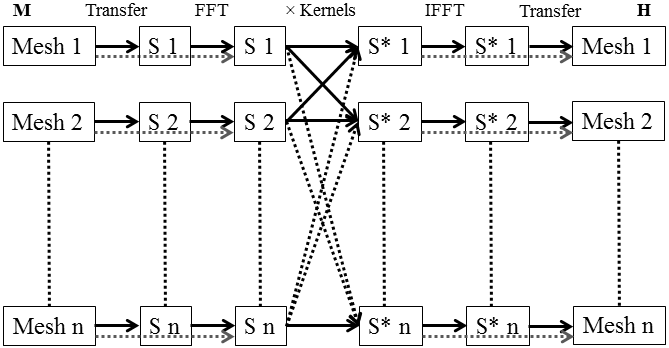 M Transfer FFT × Kernels IFFT Transfer H
Mesh 1 S 1 S 1 S* 1 S* 1 Mesh 1
Mesh 2 S 2 S 2 S* 2 S* 2 Mesh 2
Mesh n S n S n S* n S* n Mesh n